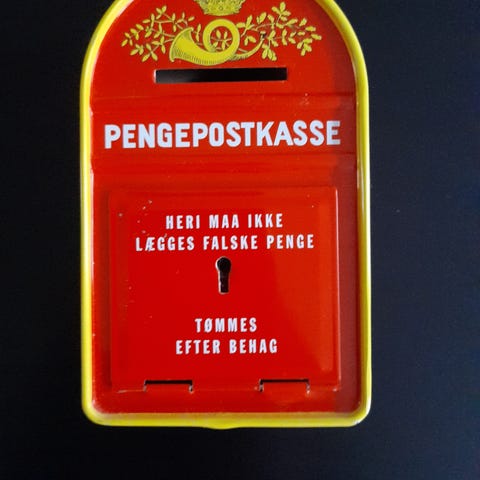 PENGEPOSTKASSE
HERI MAA IKKE
LÆGGES FALSKE PENGE
TØMMES
EFTER BEHAG